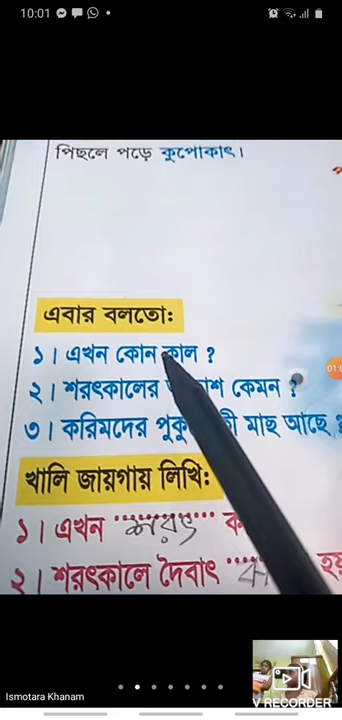 10:01
পিছলে পড়ে কুপোকাৎ।
এবার বলতো:
১। এখন কোন কাল ?
২। শরৎকালের কেমন ?
৩। করিমদের মাছ আছে ?
খালি জায়গায় লিখি:
১। এখন শরৎ
২। শরৎকালে দৈবাৎ হয়
Ismotara Khanam
V RECORDER